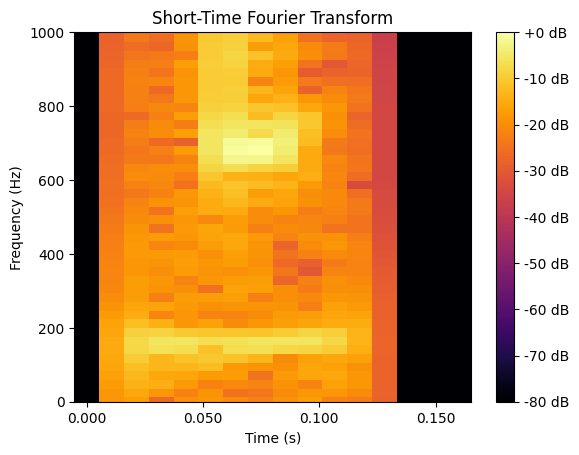 Short-Time Fourier Transform
1000
800
600
400
200
0
Frequency (Hz)
0.000
0.050
0.100
0.150
Time (s)
+0 dB
-10 dB
-20 dB
-30 dB
-40 dB
-50 dB
-60 dB
-70 dB
-80 dB